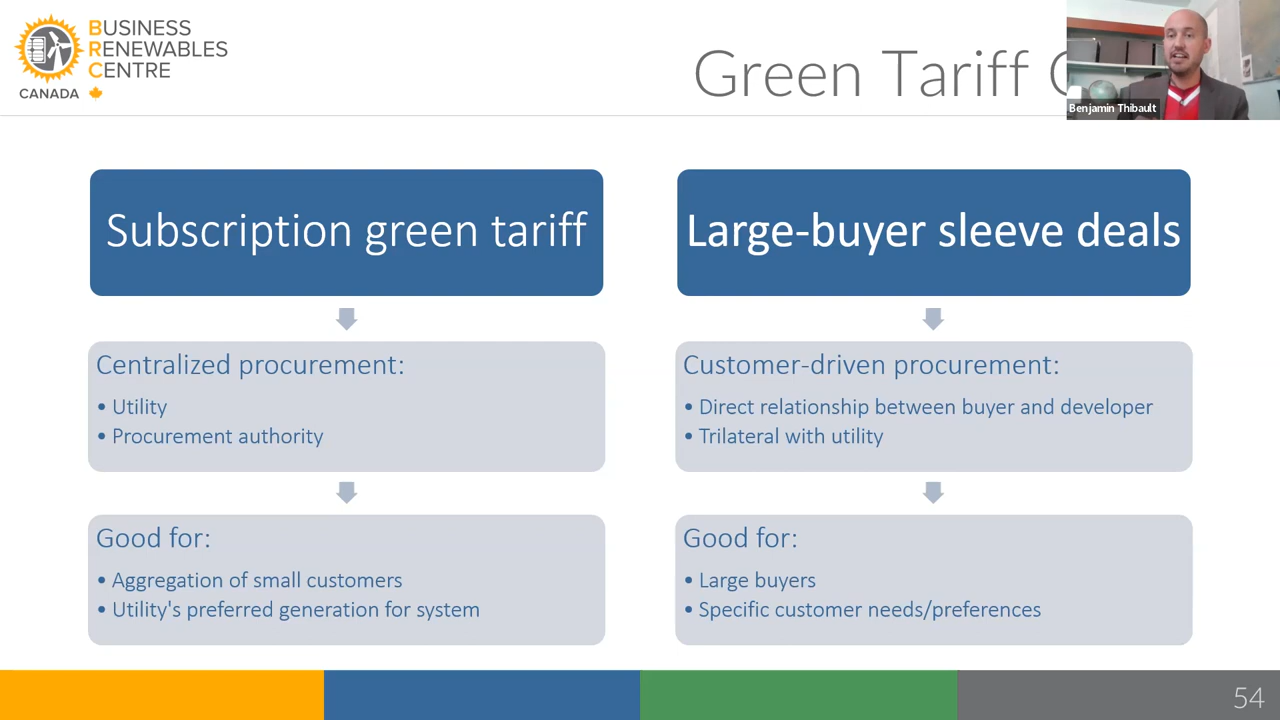 BUSINESS
RENEWABLES
CENTRE
CANADA
Green Tariff
Benjamin Thibault
Subscription green tariff
Centralized procurement:
• Utility
• Procurement authority
Good for:
• Aggregation of small customers
• Utility's preferred generation for system
Large-buyer sleeve deals
Customer-driven procurement:
• Direct relationship between buyer and developer
• Trilateral with utility
Good for:
• Large buyers
• Specific customer needs/preferences
54